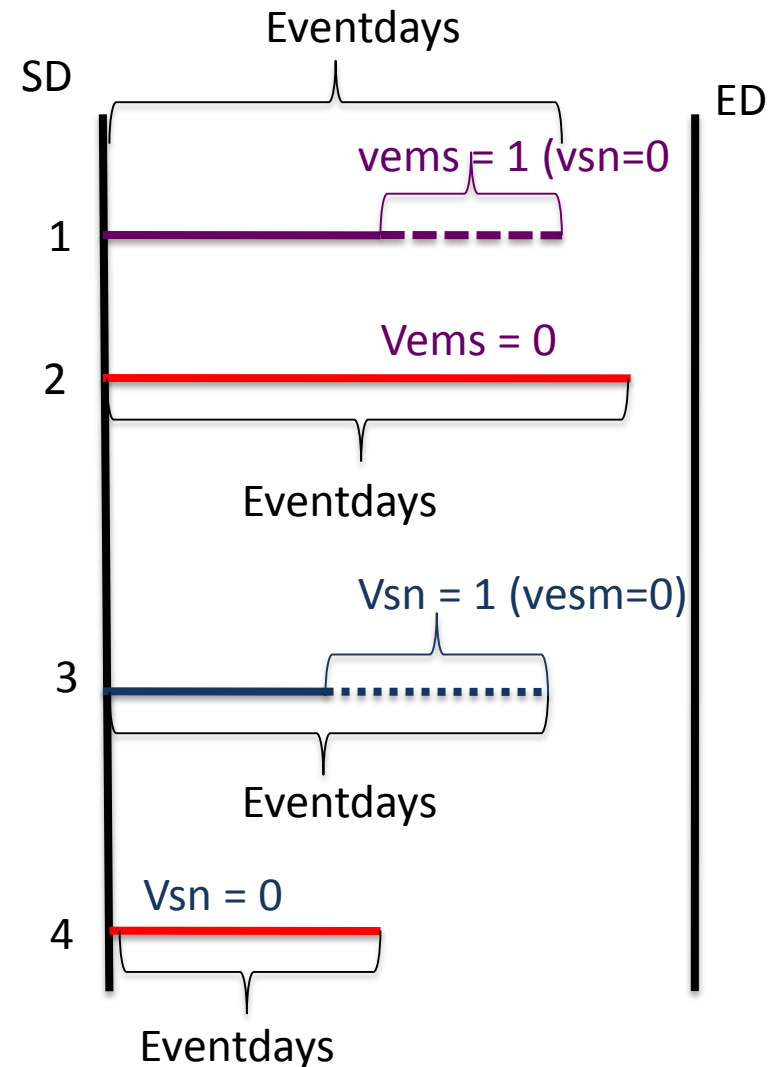 Eventdays
SD
ED
vems = 1 (vsn=0
1
Vems = 0
2
Eventdays
Vsn = 1 (vesm=0)
3
Eventdays
Vsn = 0
4
Eventdays